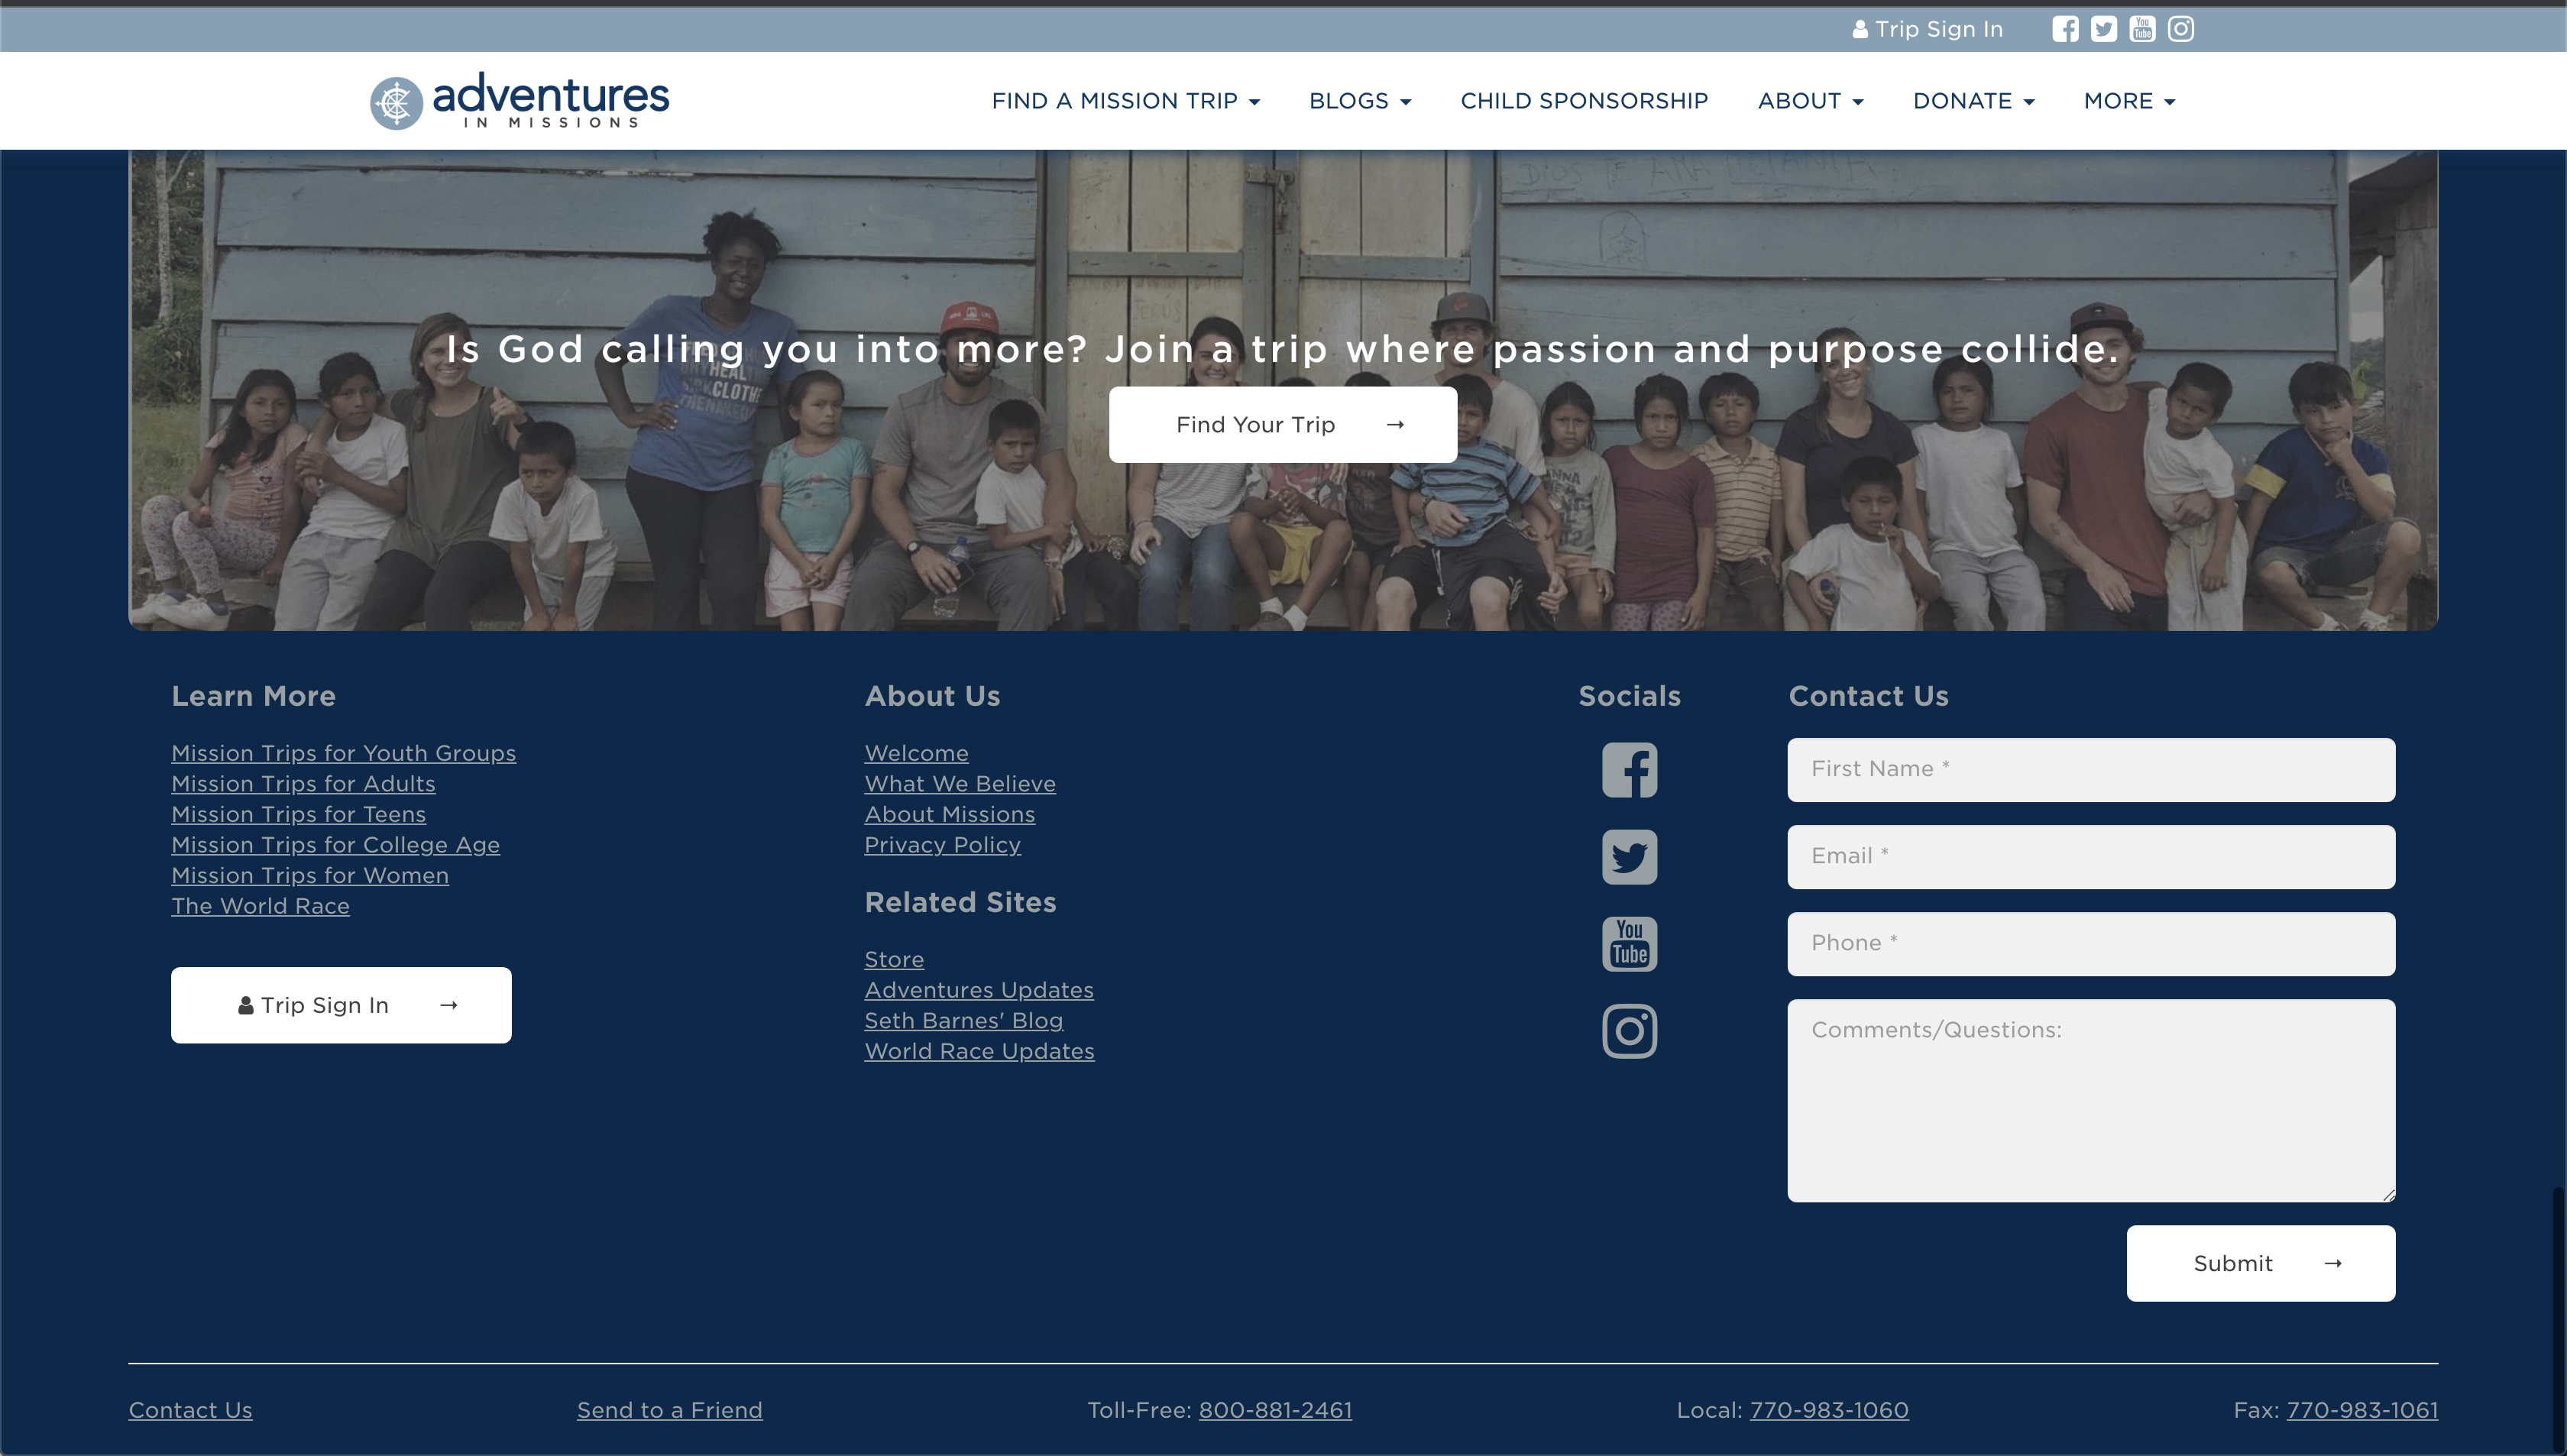 Trip Sign In
adventures
IN MISSIONS
FIND A MISSION TRIP
BLOGS
CHILD SPONSORSHIP
ABOUT
DONATE
MORE
DIOS TE AMA
JESUS
Is God calling you into more? Join a trip where passion and purpose collide.
Find Your Trip →
Learn More
Mission Trips for Youth Groups
Mission Trips for Adults
Mission Trips for Teens
Mission Trips for College Age
Mission Trips for Women
The World Race
Trip Sign In →
About Us
Welcome
What We Believe
About Missions
Privacy Policy
Related Sites
Store
Adventures Updates
Seth Barnes' Blog
World Race Updates
Socials
You
Tube
Contact Us
First Name *
Email *
Phone *
Comments/Questions:
Submit →
Contact Us
Send to a Friend
Toll-Free: 800-881-2461
Local: 770-983-1060
Fax: 770-983-1061